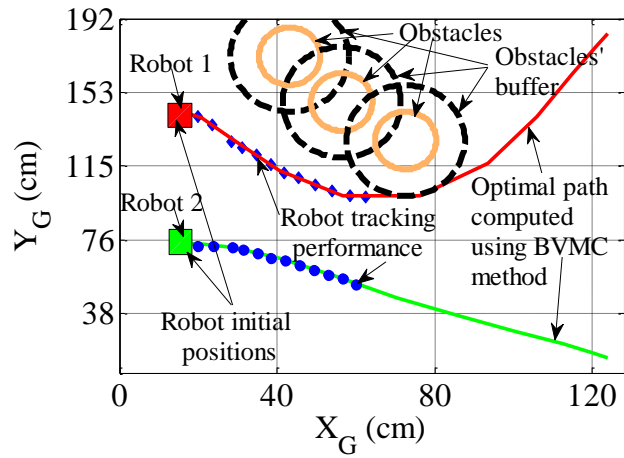 192
153
115
76
38
0
40
80
120
Y_G (cm)
X_G (cm)
Robot 1
Obstacles
Obstacles'
buffer
Robot 2
Robot tracking
performance
Optimal path
computed
using BVMC
method
Robot initial
positions